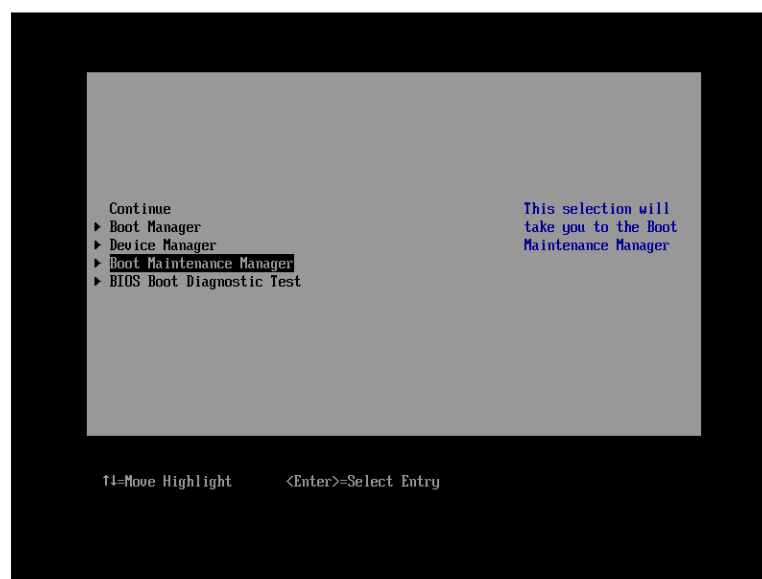 Continue
Boot Manager
Device Manager
Boot Maintenance Manager
BIOS Boot Diagnostic Test
This selection will
take you to the Boot
Maintenance Manager
↑↓=Move Highlight <Enter>=Select Entry